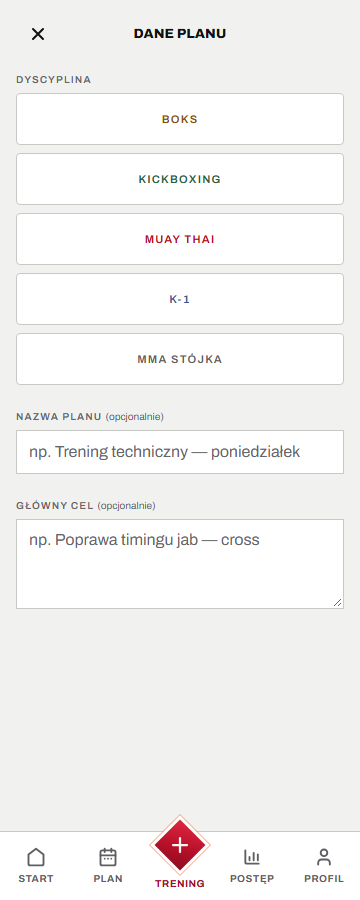 DANE PLANU
DYSCYPLINA
BOKS
KICKBOXING
MUAY THAI
K-1
MMA STÓJKA
NAZWA PLANU (opcjonalnie)
np. Trening techniczny — poniedziałek
GŁÓWNY CEL (opcjonalnie)
np. Poprawa timingu jab — cross
START
PLAN
TRENING
POSTĘP
PROFIL